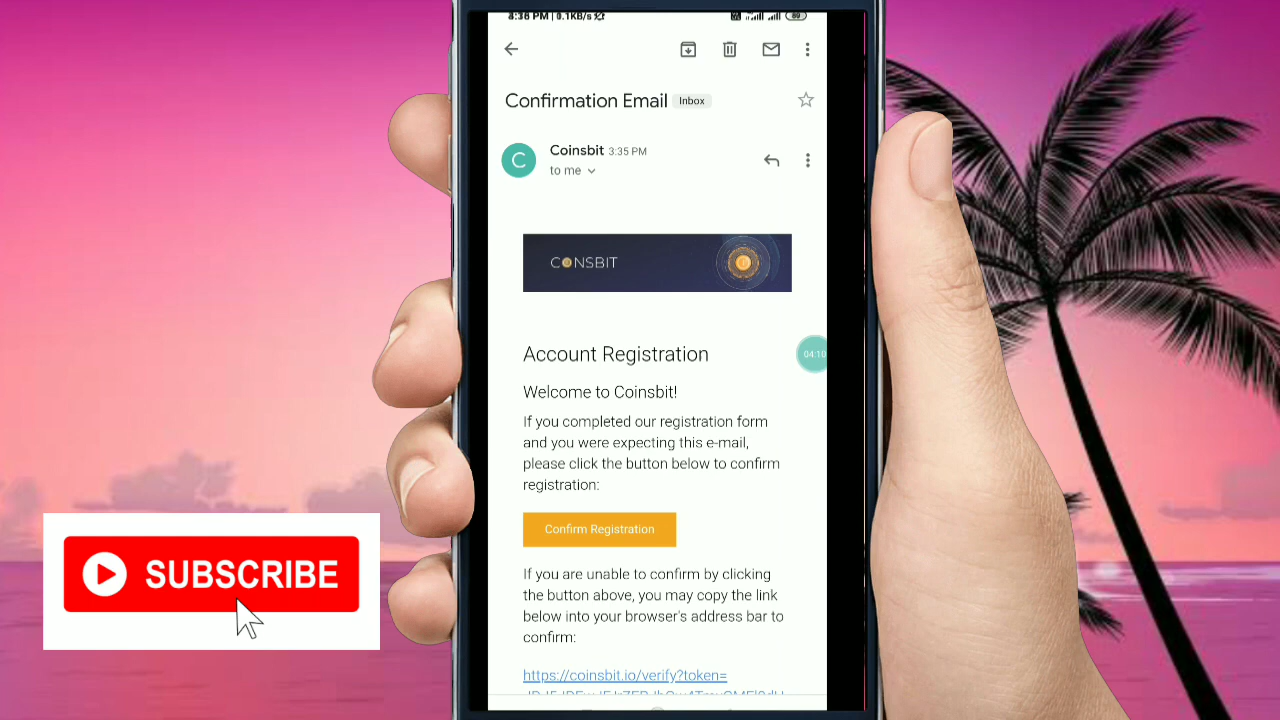 3:36 PM | 0.1KB/s
89
Confirmation Email Inbox
C
Coinsbit 3:35 PM
to me
COINSBIT
Account Registration
04:10
Welcome to Coinsbit!
If you completed our registration form
and you were expecting this e-mail,
please click the button below to confirm
registration:
Confirm Registration
If you are unable to confirm by clicking
the button above, you may copy the link
below into your browser's address bar to
confirm:
https://coinsbit.io/verify?token=
SUBSCRIBE